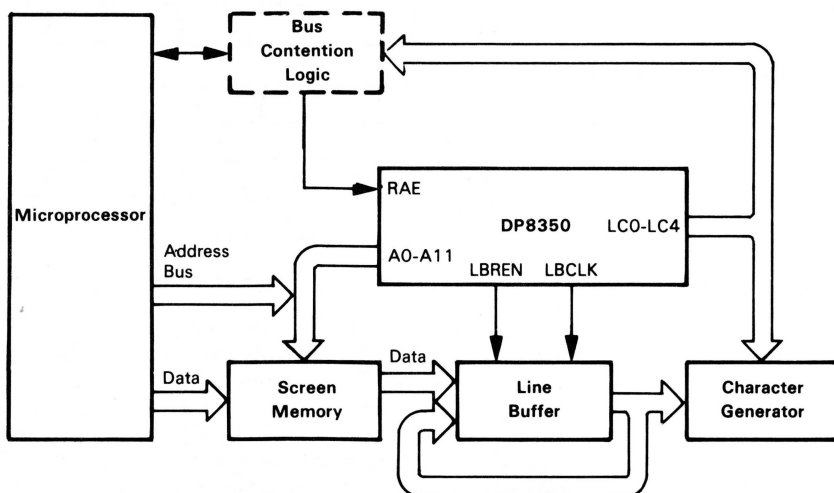 Bus
Contention
Logic
RAE
Microprocessor
DP8350
LC0-LC4
Address
Bus
A0-A11
LBREN
LBCLK
Data
Screen
Memory
Data
Line
Buffer
Character
Generator